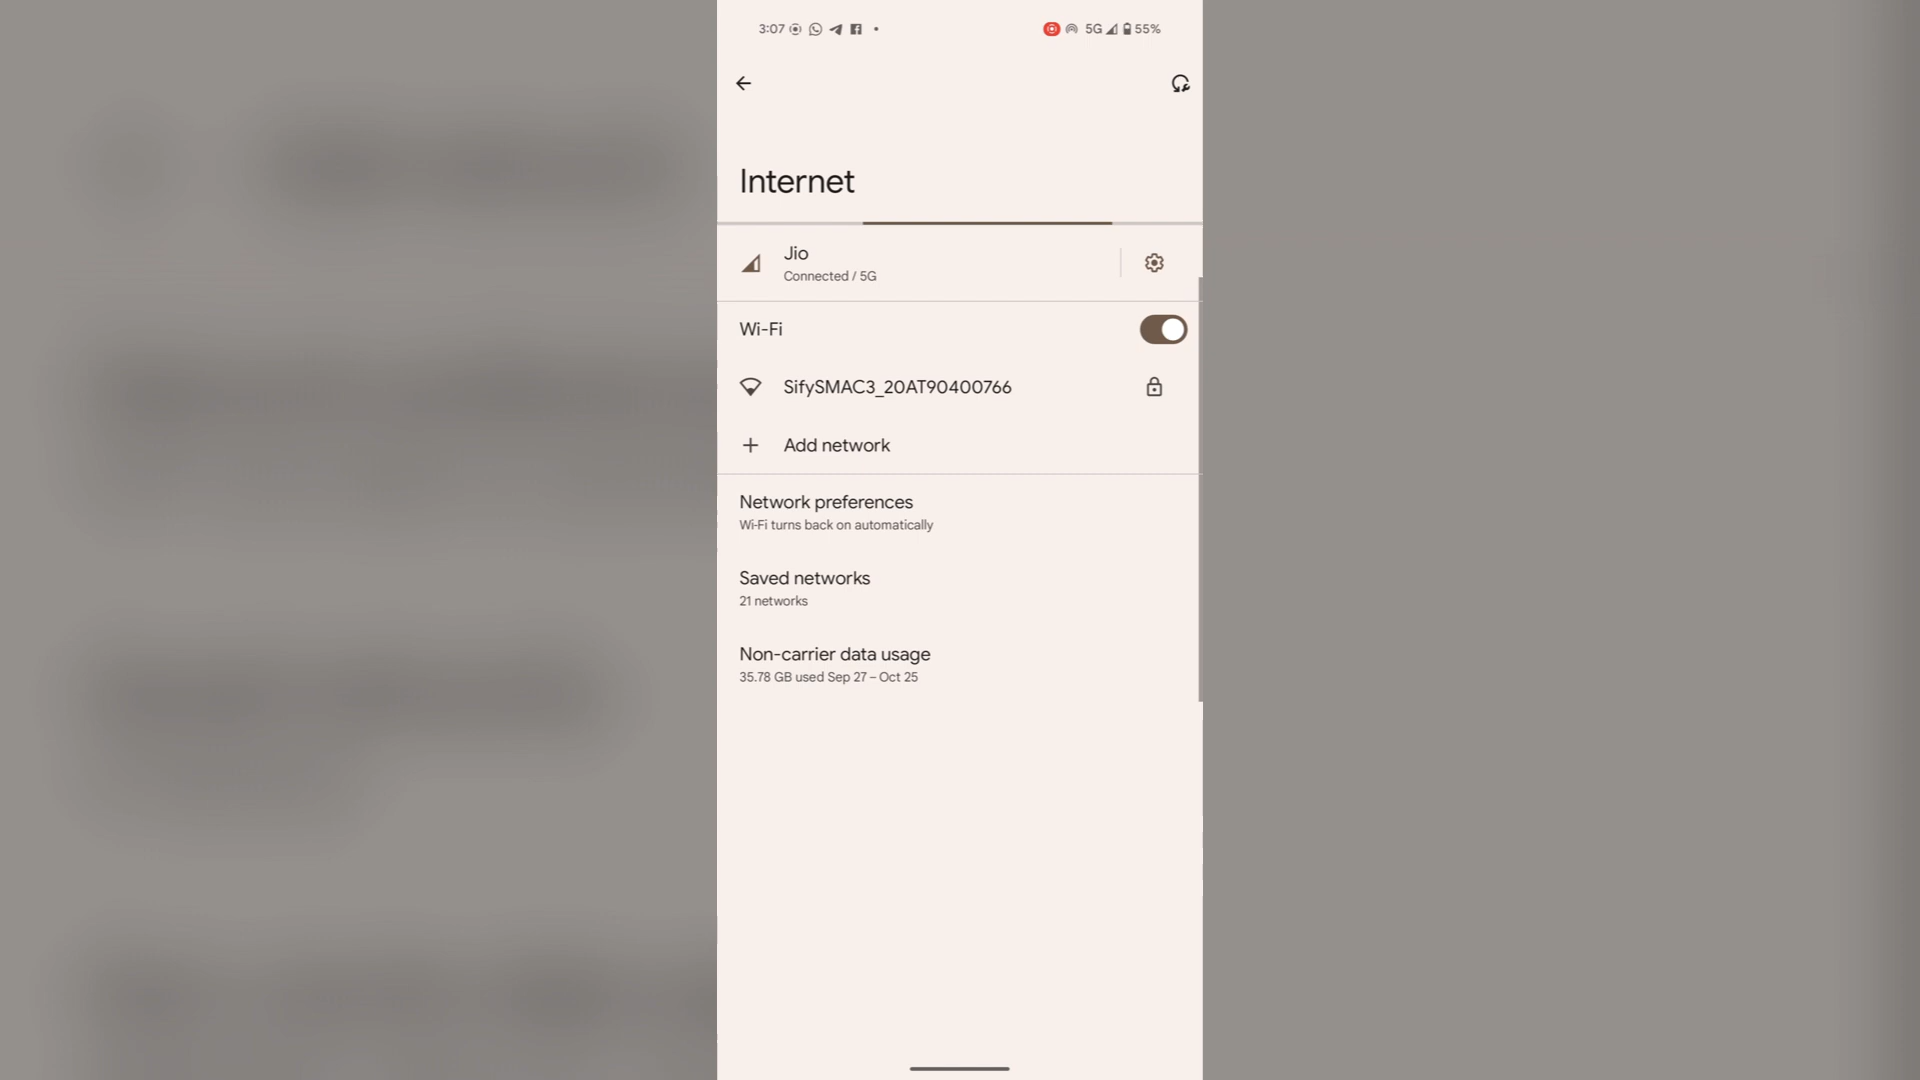 3:07
5G 55%
Internet
Jio
Connected / 5G
Wi-Fi
SifySMAC3_20AT90400766
Add network
Network preferences
Wi-Fi turns back on automatically
Saved networks
21 networks
Non-carrier data usage
35.78 GB used Sep 27 – Oct 25